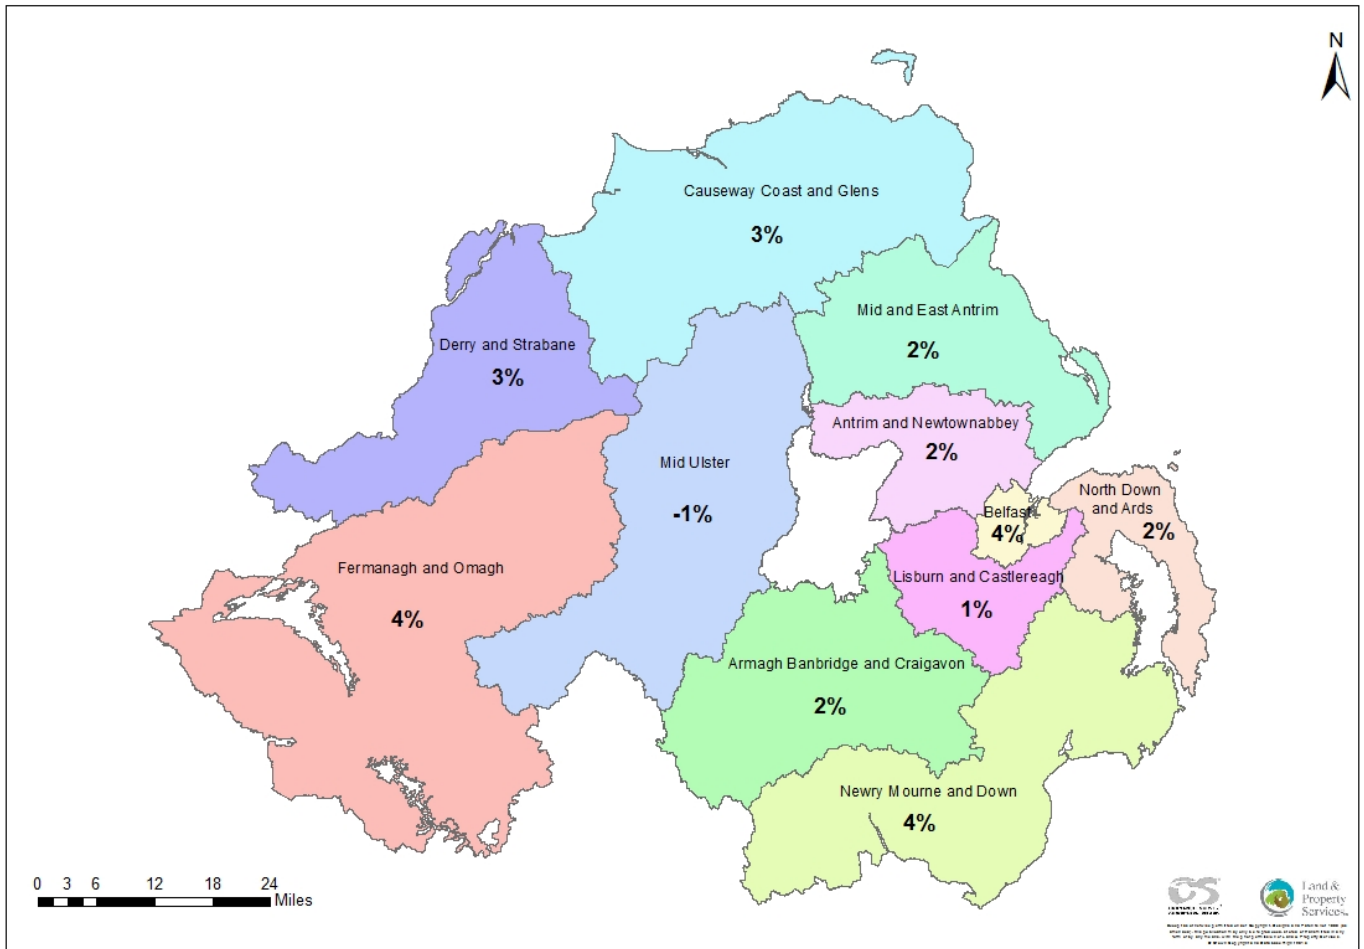 N
Causeway Coast and Glens
3%
Mid and East Antrim
2%
Derry and Strabane
3%
Antrim and Newtownabbey
2%
Mid Ulster
-1%
North Down
and Ards
2%
Belfast
4%
Fermanagh and Omagh
4%
Lisburn and Castlereagh
1%
Armagh Banbridge and Craigavon
2%
Newry Mourne and Down
4%
0 3 6 12 18 24
Miles
Land &
Property
Services